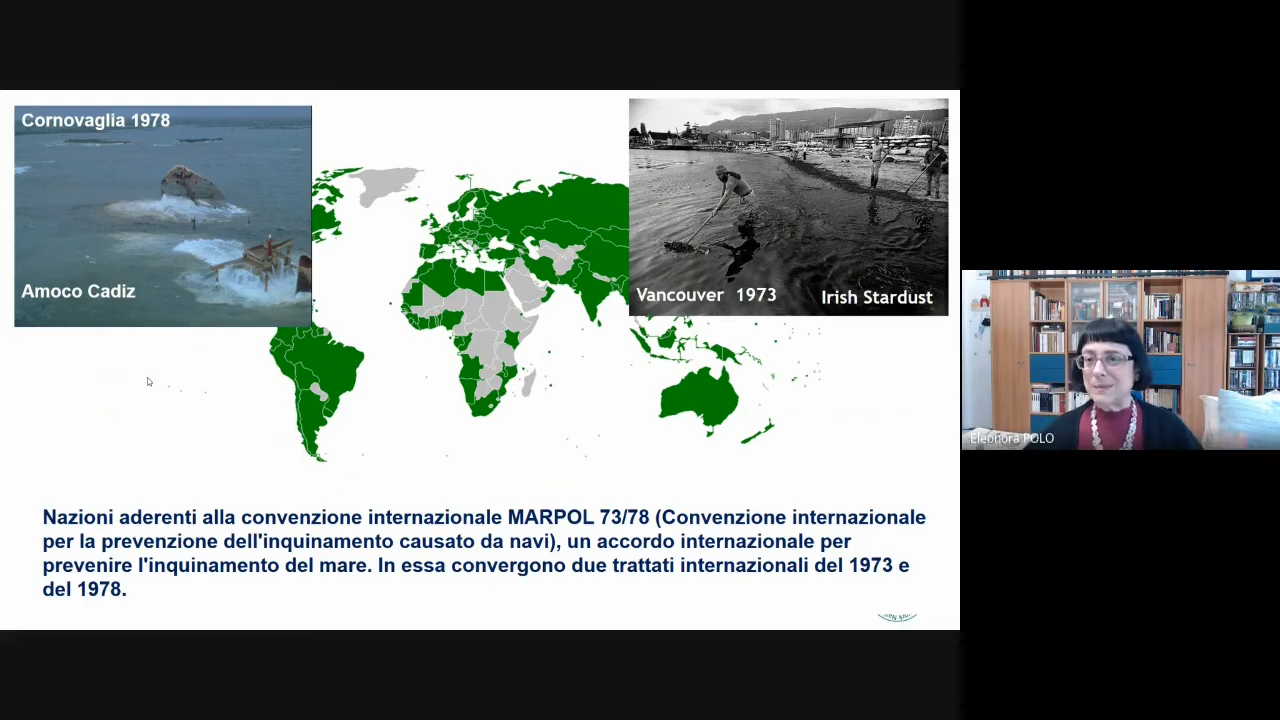 Cornovaglia 1978
Amoco Cadiz
Vancouver 1973
Irish Stardust
Nazioni aderenti alla convenzione internazionale MARPOL 73/78 (Convenzione internazionale
per la prevenzione dell'inquinamento causato da navi), un accordo internazionale per
prevenire l'inquinamento del mare. In essa convergono due trattati internazionali del 1973 e
del 1978.
Eleonora POLO